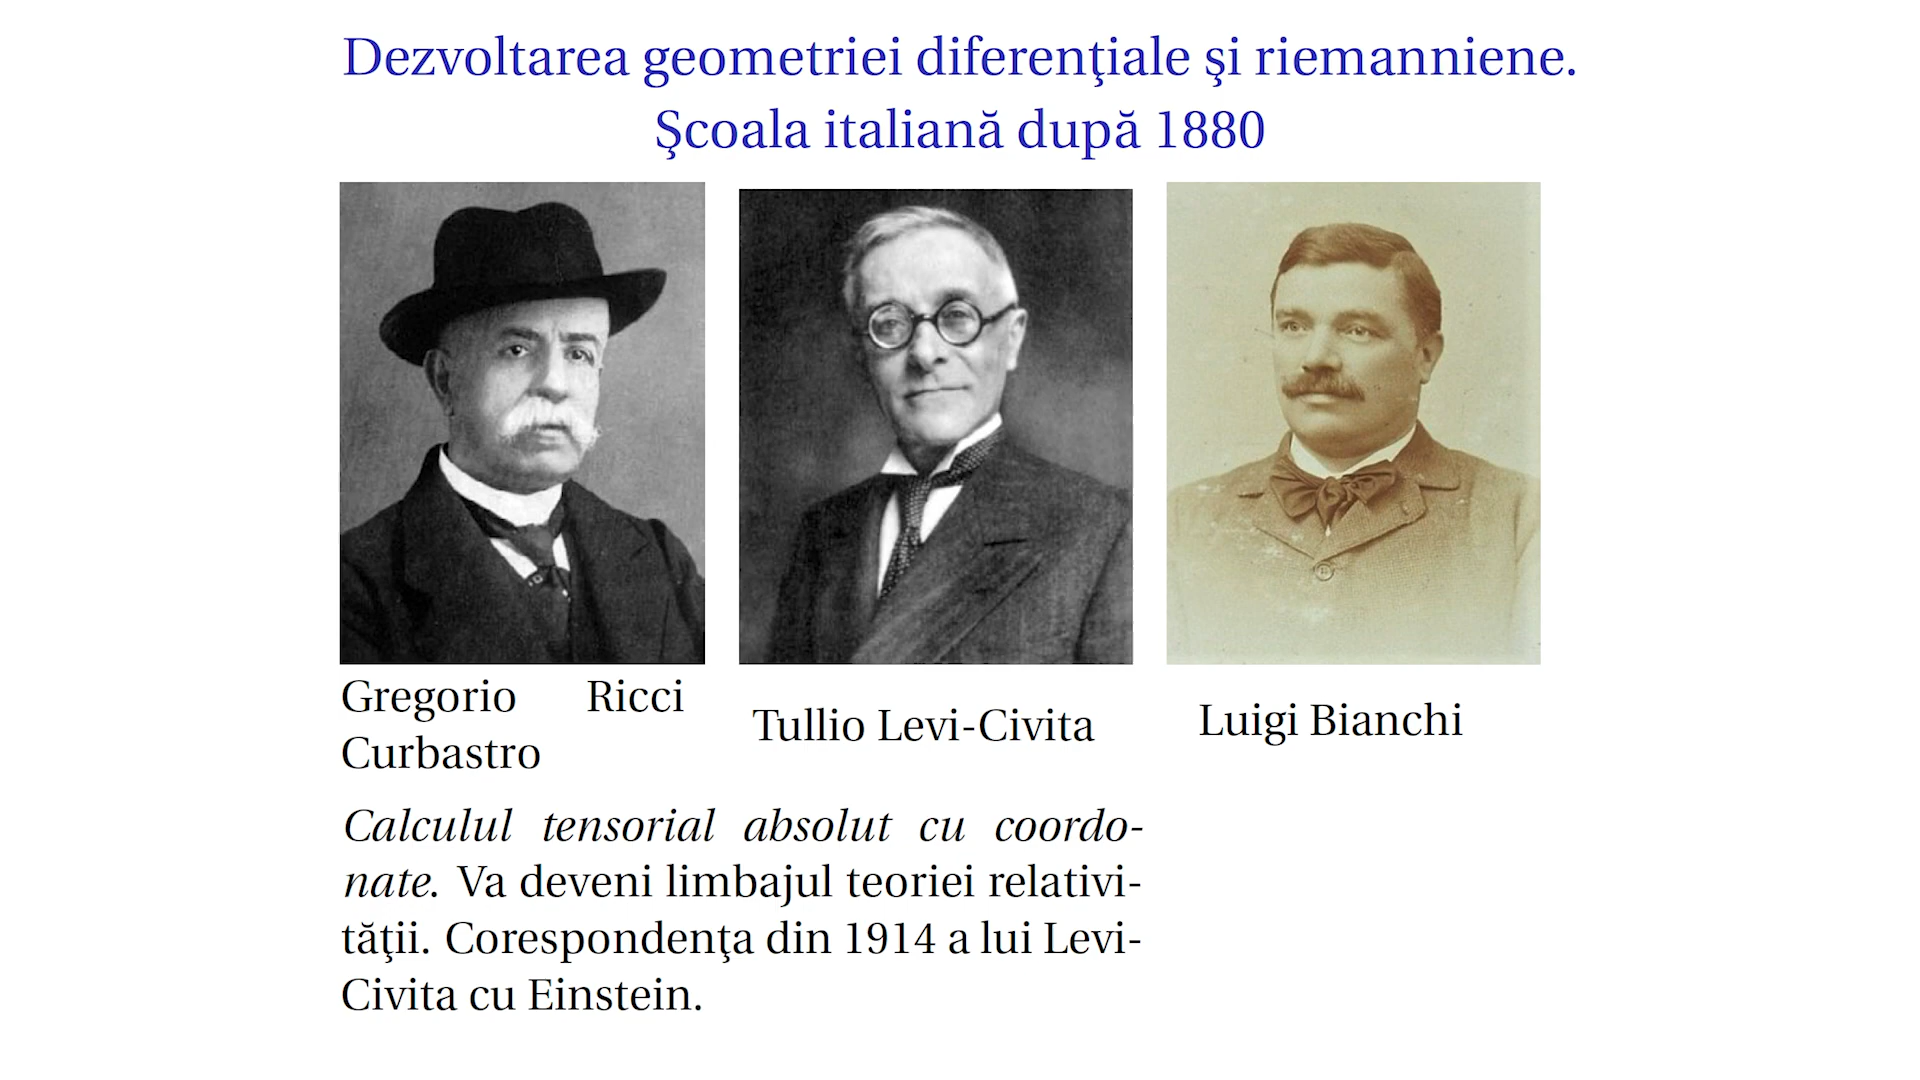 Dezvoltarea geometriei diferenţiale şi riemanniene.
Şcoala italiană după 1880
Gregorio Ricci
Curbastro
Tullio Levi-Civita
Luigi Bianchi
Calculul tensorial absolut cu coordo-
nate. Va deveni limbajul teoriei relativi-
tăţii. Corespondenţa din 1914 a lui Levi-
Civita cu Einstein.